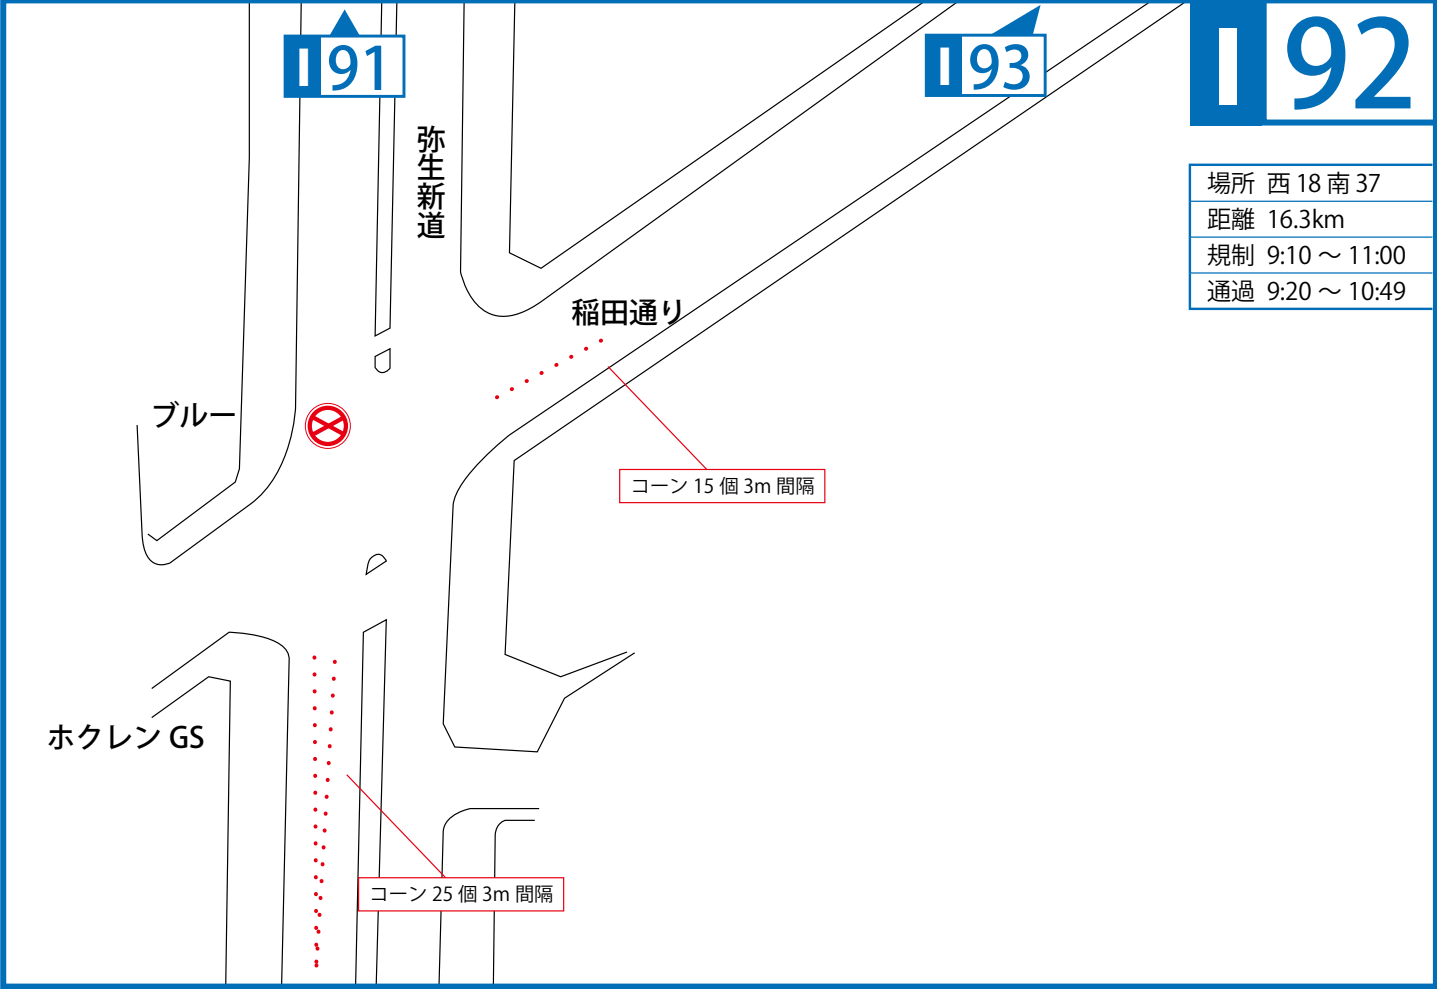 I 91
I 93
I 92
弥生新道
場所 西 18 南 37
距離 16.3km
規制 9:10 ～ 11:00
通過 9:20 ～ 10:49
稲田通り
ブルー
コーン 15 個 3m 間隔
ホクレン GS
コーン 25 個 3m 間隔